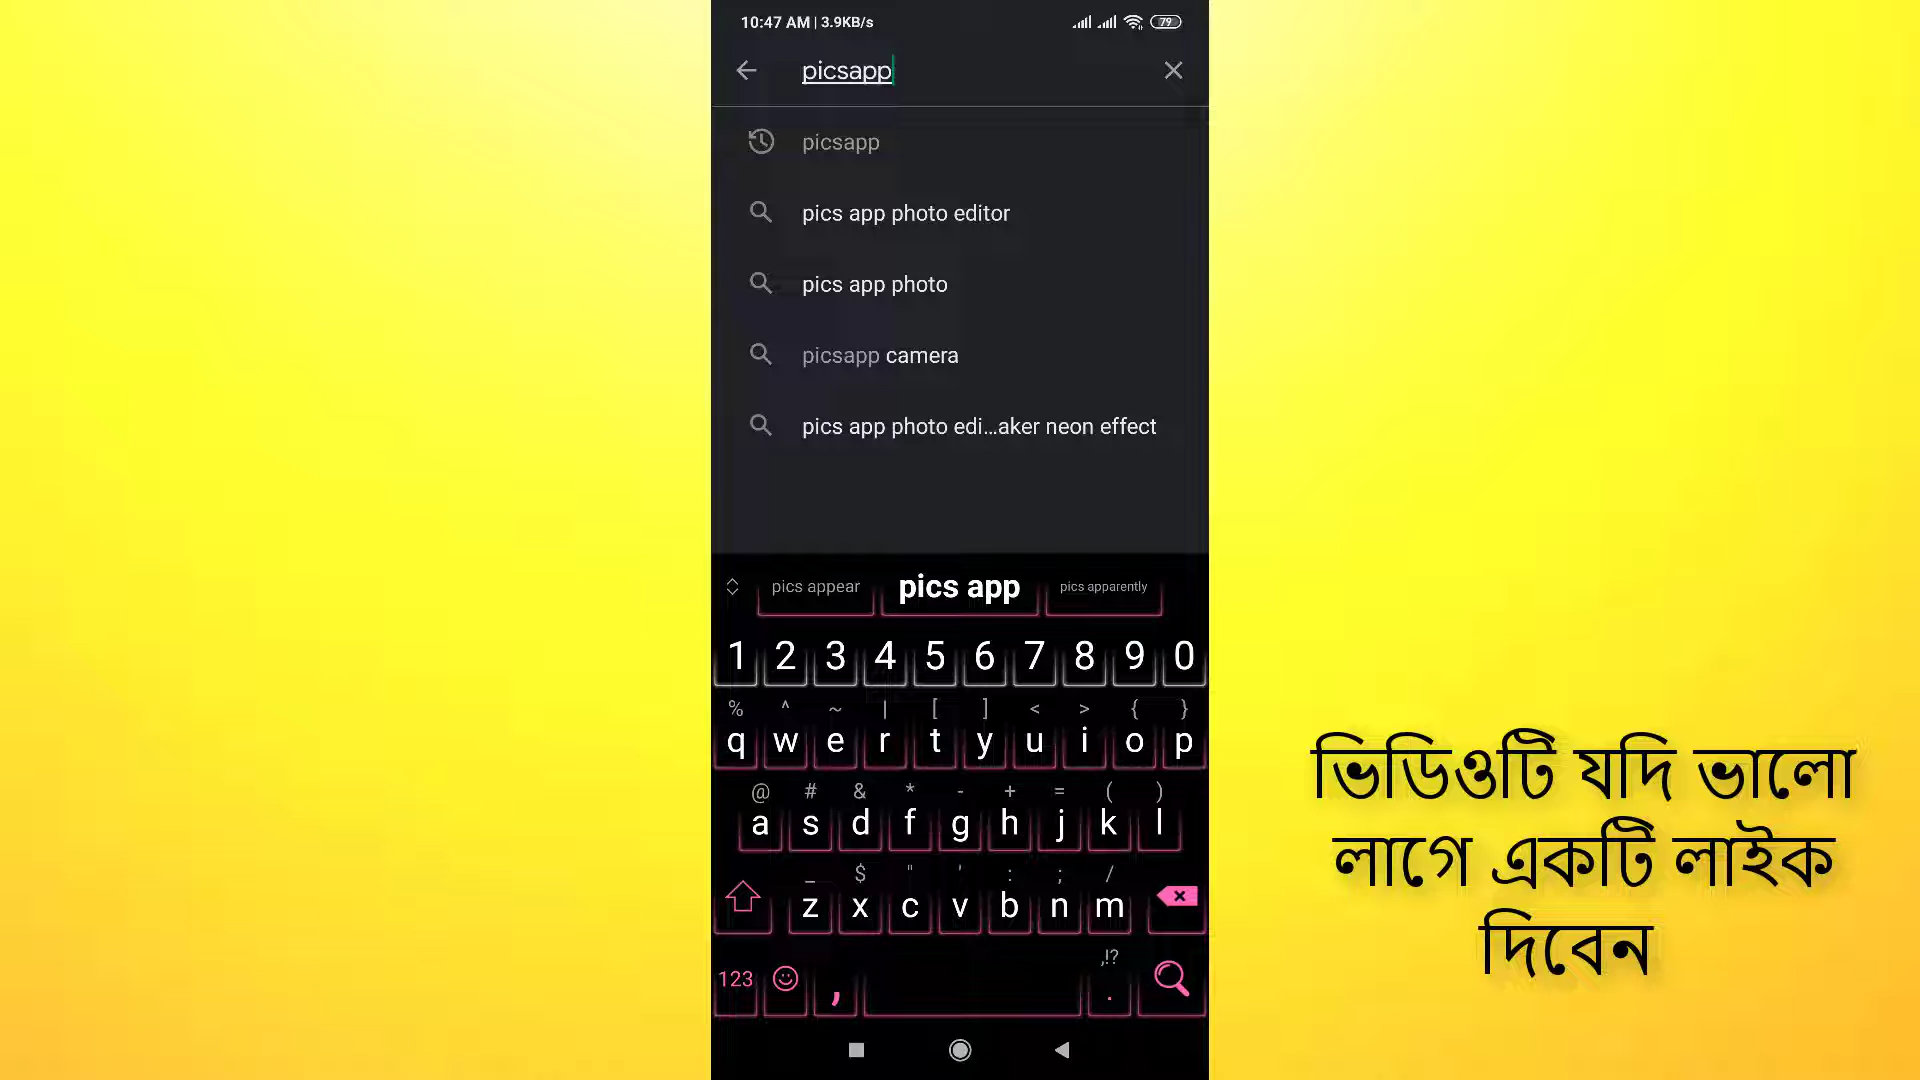 10:47 AM | 3.9KB/s 79
picsapp
picsapp
pics app photo editor
pics app photo
picsapp camera
pics app photo edi...aker neon effect
pics appear pics app pics apparently
1 2 3 4 5 6 7 8 9 0
% ^ ~ | [ ] < > { }
q w e r t y u i o p
@ # & * - + = ( )
a s d f g h j k l
_ $ " ' : ; /
z x c v b n m
,!?
123 , .
ভিডিওটি যদি ভালো
লাগে একটি লাইক
দিবেন